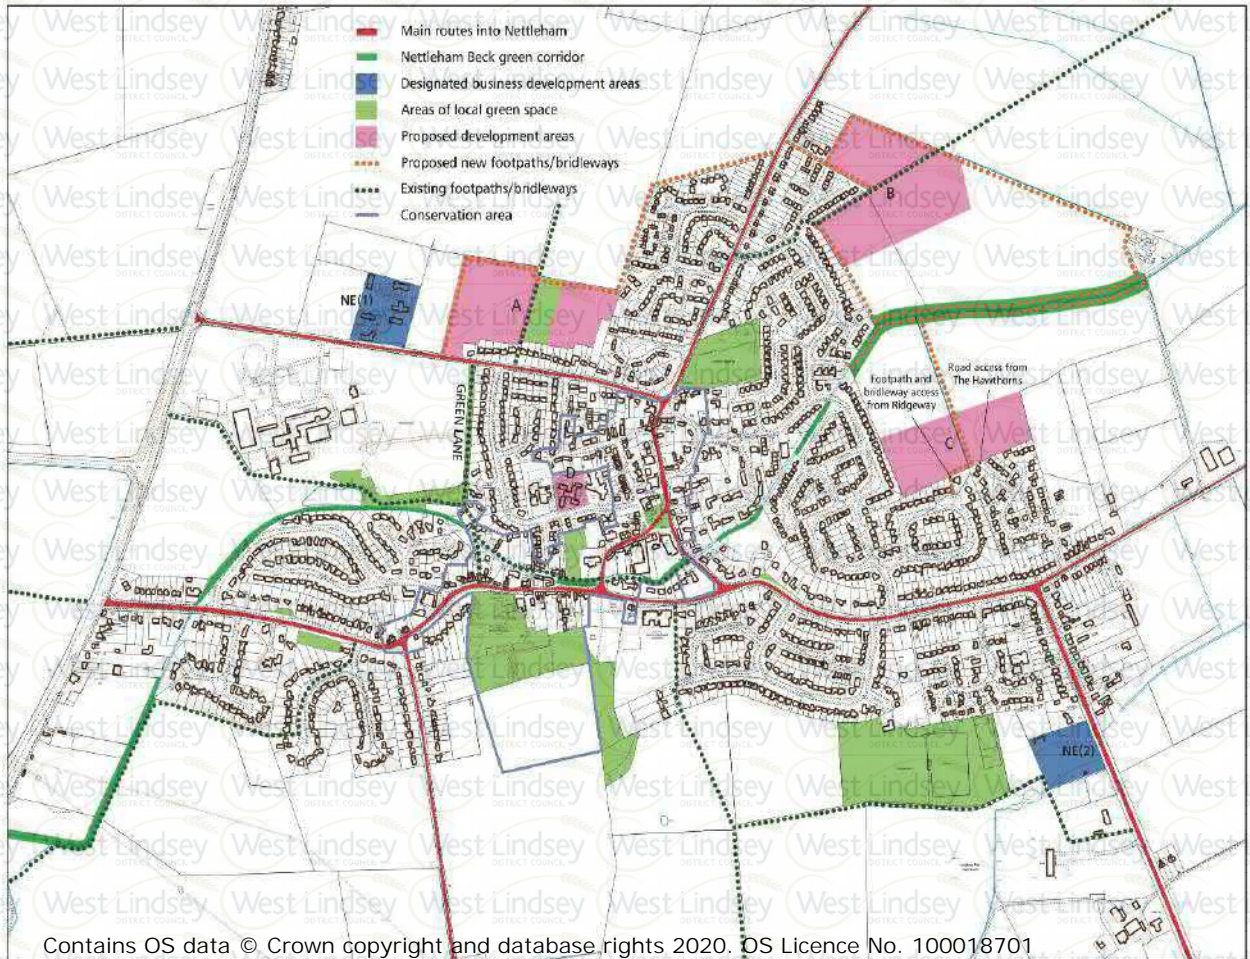 Main routes into Nettleham
Nettleham Beck green corridor
Designated business development areas
Areas of local green space
Proposed development areas
Proposed new footpaths/bridleways
Existing footpaths/bridleways
Conservation area
B
NE(1)
A
GREEN LANE
Road access from
The Hawthorns
Footpath and
bridleway access
from Ridgeway
C
D
NE(2)
West Lindsey
DISTRICT COUNCIL
Contains OS data © Crown copyright and database rights 2020. OS Licence No. 100018701